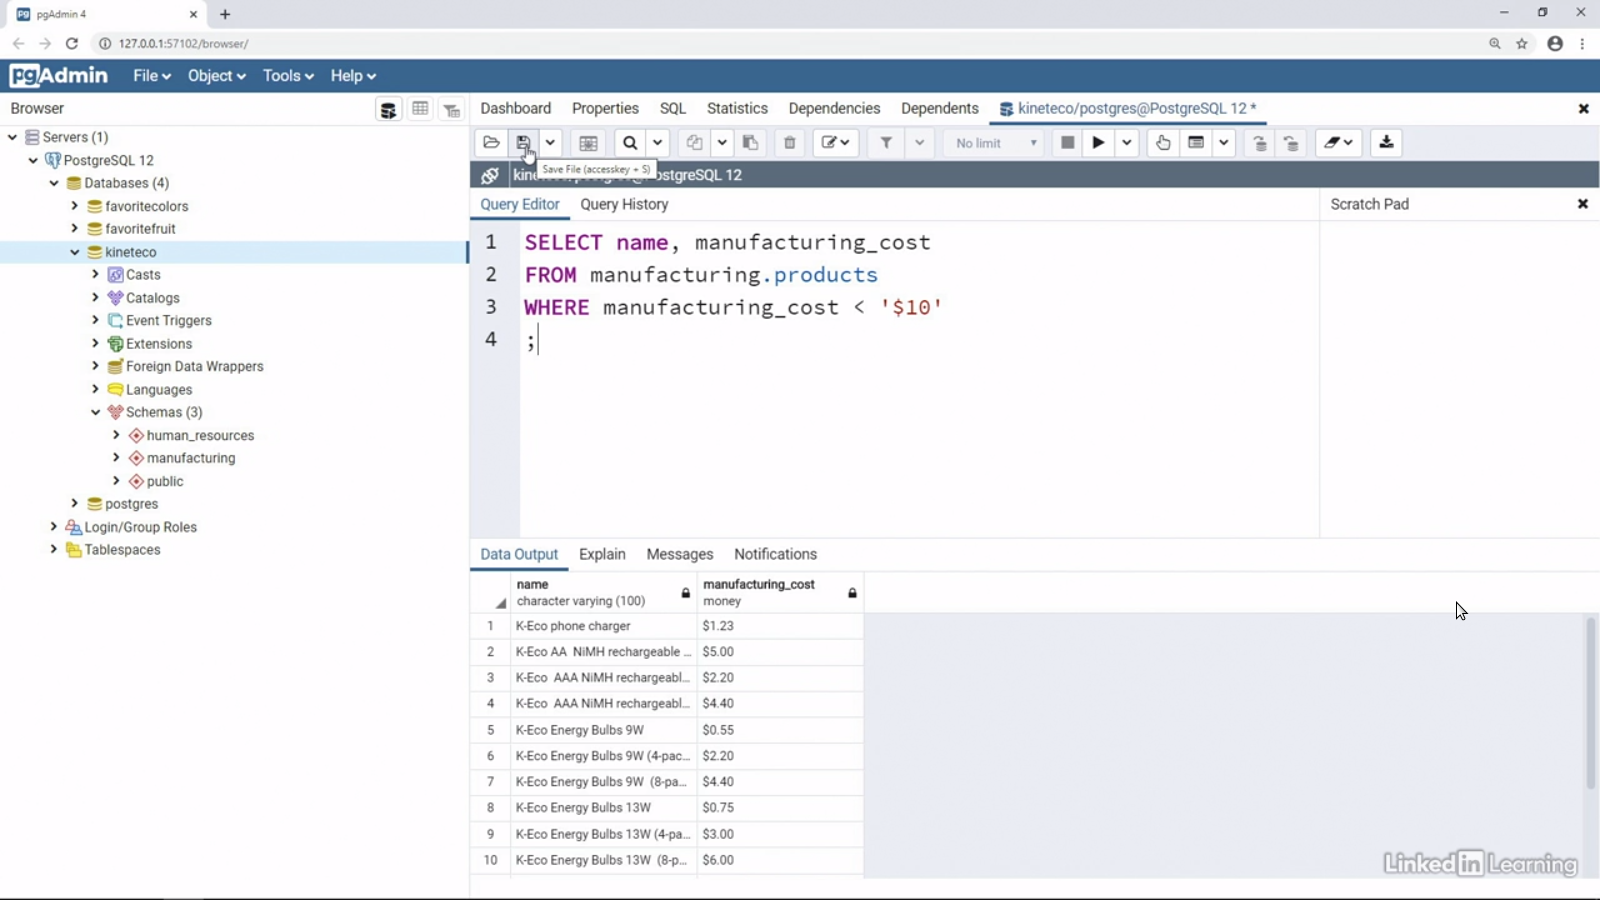 pgAdmin 4
127.0.0.1:57102/browser/
pgAdmin File Object Tools Help
Browser
Dashboard Properties SQL Statistics Dependencies Dependents kineteco/postgres@PostgreSQL 12 *
Servers (1)
PostgreSQL 12
Databases (4)
favoritecolors
favoritefruit
kineteco
Casts
Catalogs
Event Triggers
Extensions
Foreign Data Wrappers
Languages
Schemas (3)
human_resources
manufacturing
public
postgres
Login/Group Roles
Tablespaces
No limit
Save File (accesskey + S)
ostgreSQL 12
Query Editor Query History
Scratch Pad
1 SELECT name, manufacturing_cost
2 FROM manufacturing.products
3 WHERE manufacturing_cost < '$10'
4 ;
Data Output Explain Messages Notifications
name manufacturing_cost
character varying (100) money
1 K-Eco phone charger $1.23
2 K-Eco AA NiMH rechargeable ... $5.00
3 K-Eco AAA NiMH rechargeabl... $2.20
4 K-Eco AAA NiMH rechargeabl... $4.40
5 K-Eco Energy Bulbs 9W $0.55
6 K-Eco Energy Bulbs 9W (4-pac... $2.20
7 K-Eco Energy Bulbs 9W (8-pa... $4.40
8 K-Eco Energy Bulbs 13W $0.75
9 K-Eco Energy Bulbs 13W (4-pa... $3.00
10 K-Eco Energy Bulbs 13W (8-p... $6.00
LinkedIn Learning